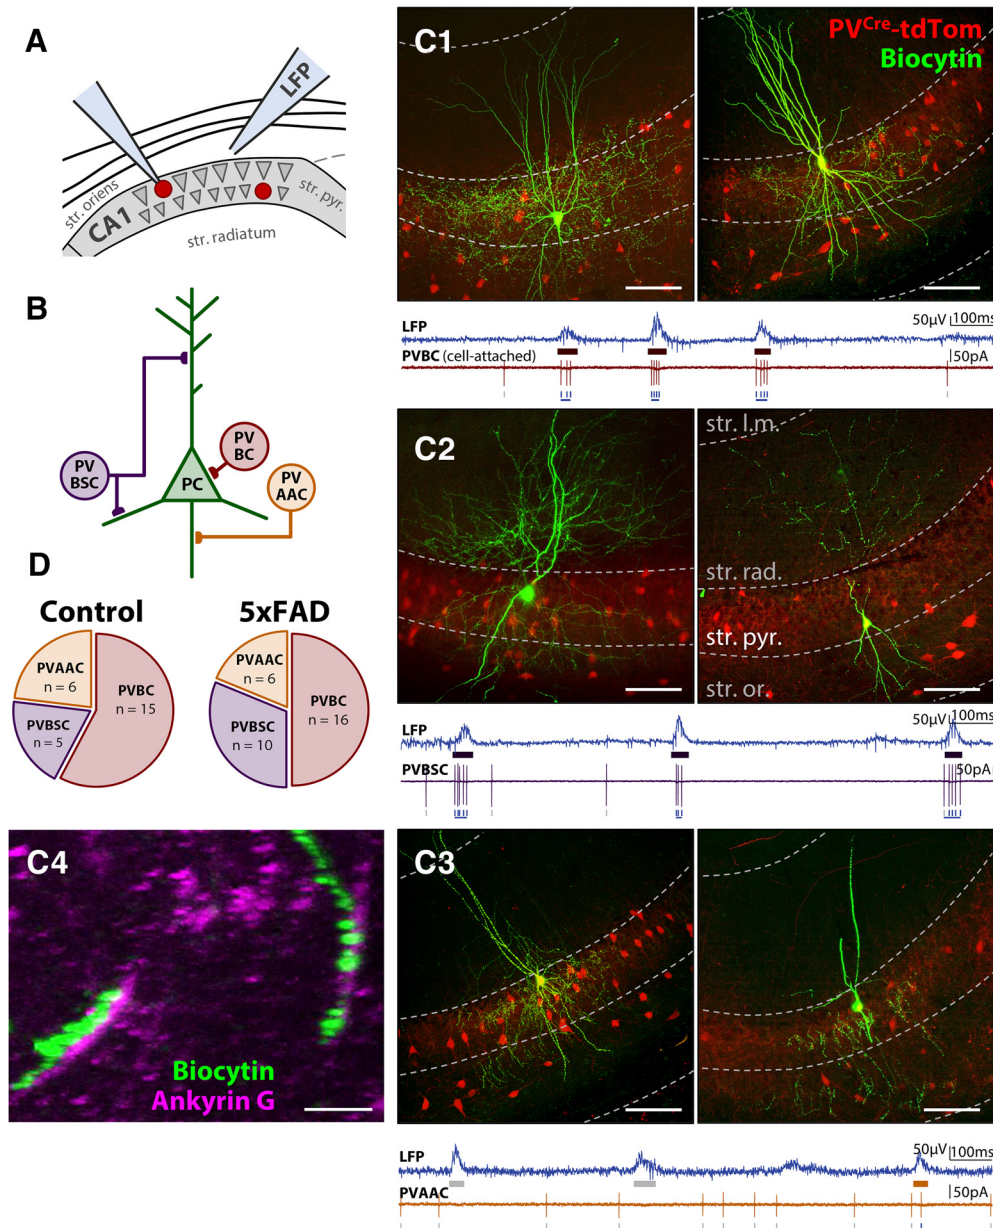 A
LFP
str. oriens
CA1
str. pyr.
str. radiatum
B
PV
BSC
PV
BC
PV
AAC
PC
D
Control
5xFAD
PVAAC
n = 6
PVBC
n = 15
PVBSC
n = 5
PVAAC
n = 6
PVBC
n = 16
PVBSC
n = 10
C4
Biocytin
Ankyrin G
C1
PVCre-tdTom
Biocytin
LFP
50µV
100ms
PVBC (cell-attached)
50pA
C2
str. l.m.
str. rad.
str. pyr.
str. or.
LFP
50µV
100ms
PVBSC
50pA
C3
LFP
50µV
100ms
PVAAC
50pA